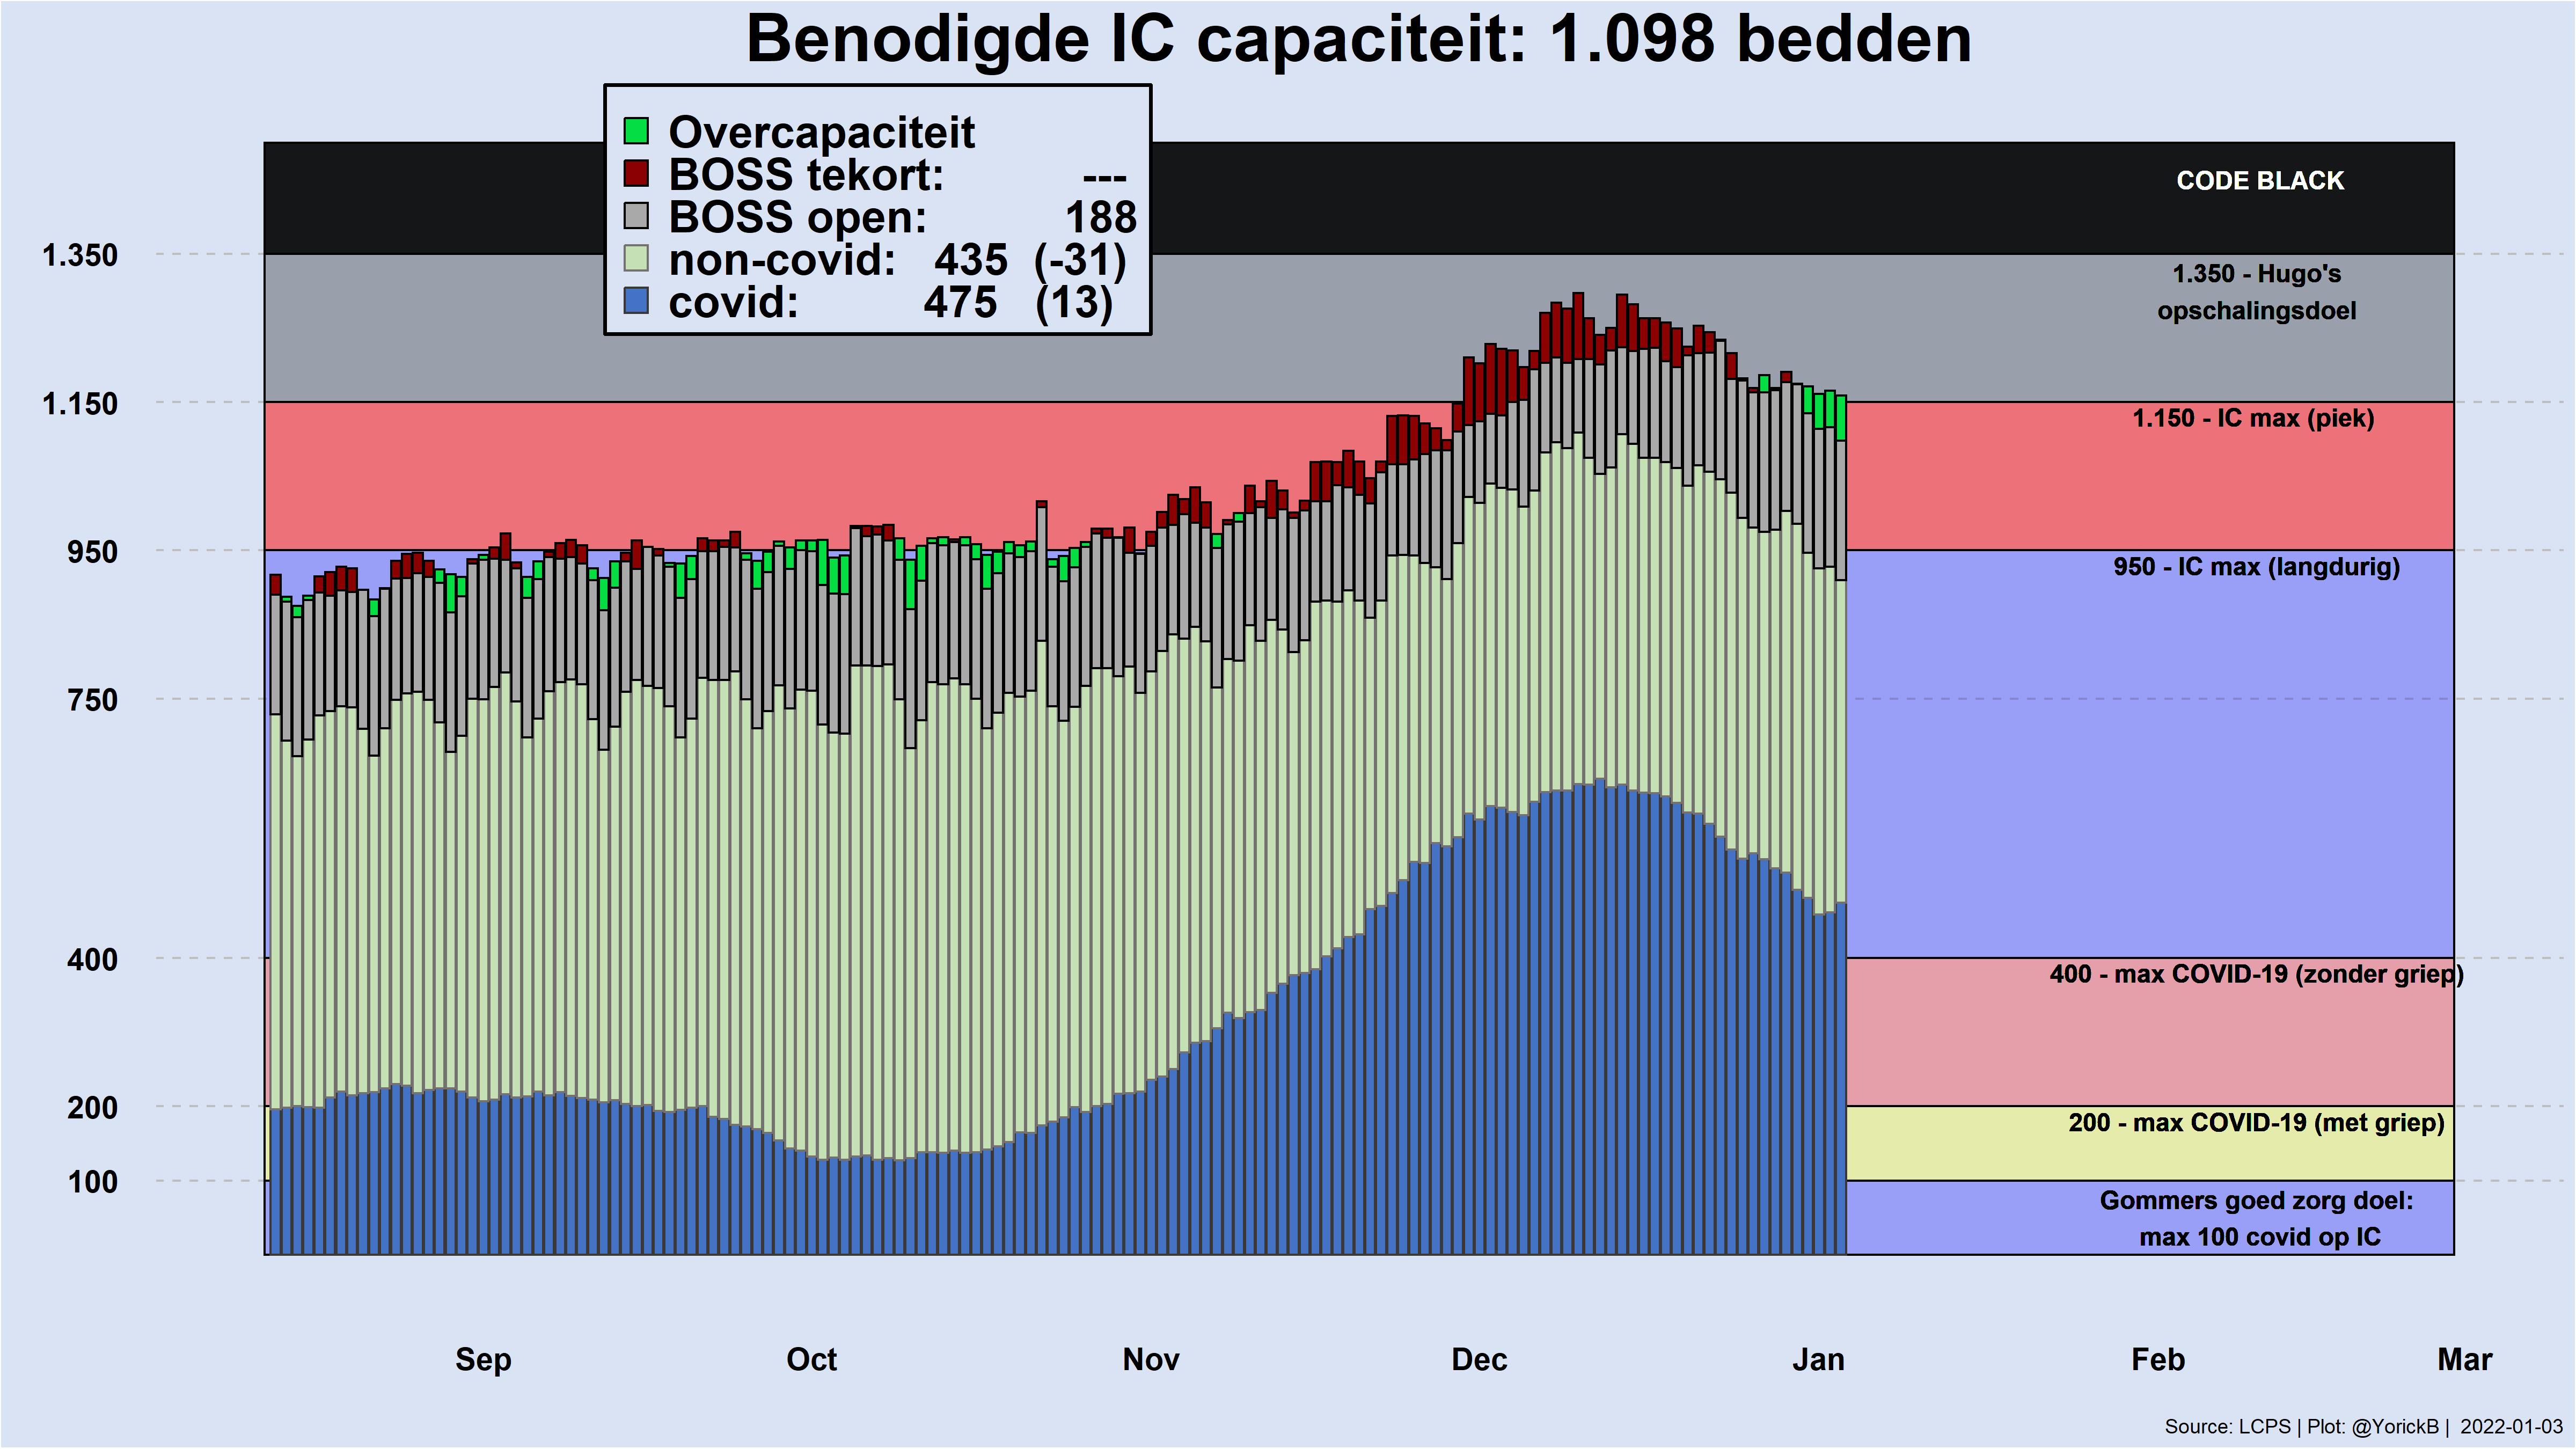 Benodigde IC capaciteit: 1.098 bedden
Overcapaciteit
BOSS tekort: ---
BOSS open: 188
non-covid: 435 (-31)
covid: 475 (13)
CODE BLACK
1.350
1.350 - Hugo's
opschalingsdoel
1.150
1.150 - IC max (piek)
950
950 - IC max (langdurig)
750
400
400 - max COVID-19 (zonder griep)
200
200 - max COVID-19 (met griep)
100
Gommers goed zorg doel:
max 100 covid op IC
Sep Oct Nov Dec Jan Feb Mar
Source: LCPS | Plot: @YorickB | 2022-01-03